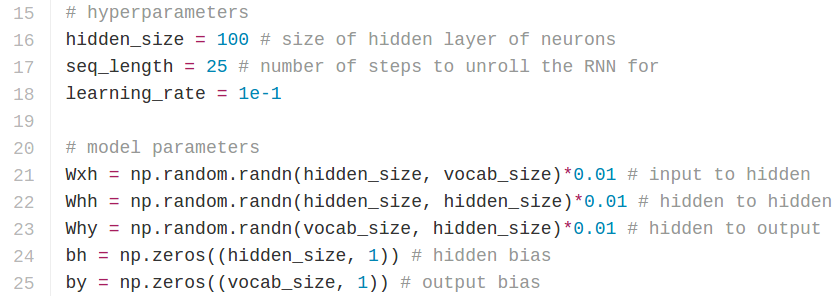 15 # hyperparameters
16 hidden_size = 100 # size of hidden layer of neurons
17 seq_length = 25 # number of steps to unroll the RNN for
18 learning_rate = 1e-1
19
20 # model parameters
21 Wxh = np.random.randn(hidden_size, vocab_size)*0.01 # input to hidden
22 Whh = np.random.randn(hidden_size, hidden_size)*0.01 # hidden to hidden
23 Why = np.random.randn(vocab_size, hidden_size)*0.01 # hidden to output
24 bh = np.zeros((hidden_size, 1)) # hidden bias
25 by = np.zeros((vocab_size, 1)) # output bias